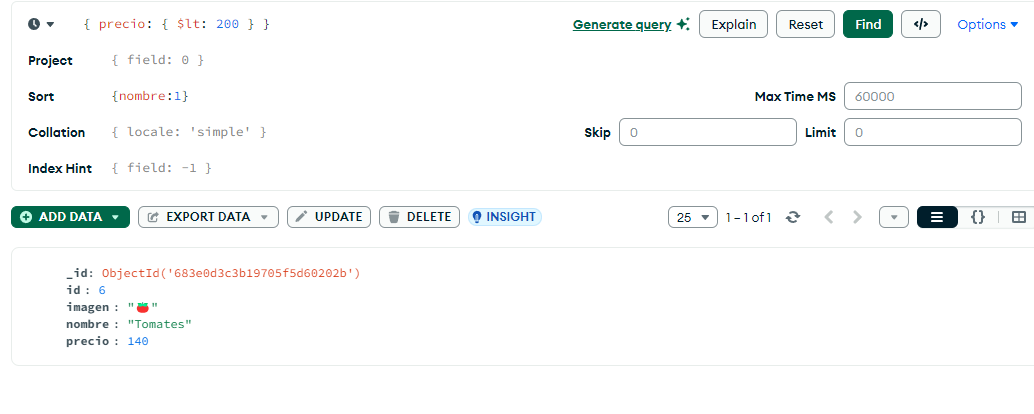 { precio: { $lt: 200 } } Generate query Explain Reset Find </> Options
Project { field: 0 }
Sort {nombre:1} Max Time MS 60000
Collation { locale: 'simple' } Skip 0 Limit 0
Index Hint { field: -1 }
ADD DATA EXPORT DATA UPDATE DELETE INSIGHT 25 1 – 1 of 1 {}
_id: ObjectId('683e0d3c3b19705f5d60202b')
id : 6
imagen : "🍅"
nombre : "Tomates"
precio : 140